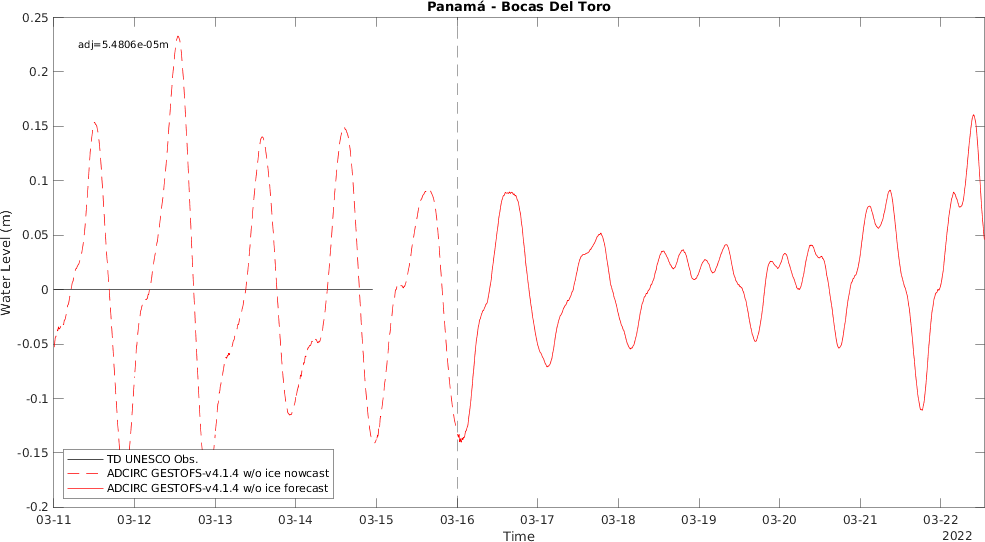 Panamá - Bocas Del Toro
adj=5.4806e-05m
Water Level (m)
0.25
0.2
0.15
0.1
0.05
0
-0.05
-0.1
-0.15
-0.2
TD UNESCO Obs.
ADCIRC GESTOFS-v4.1.4 w/o ice nowcast
ADCIRC GESTOFS-v4.1.4 w/o ice forecast
03-11 03-12 03-13 03-14 03-15 03-16 03-17 03-18 03-19 03-20 03-21 03-22
Time
2022